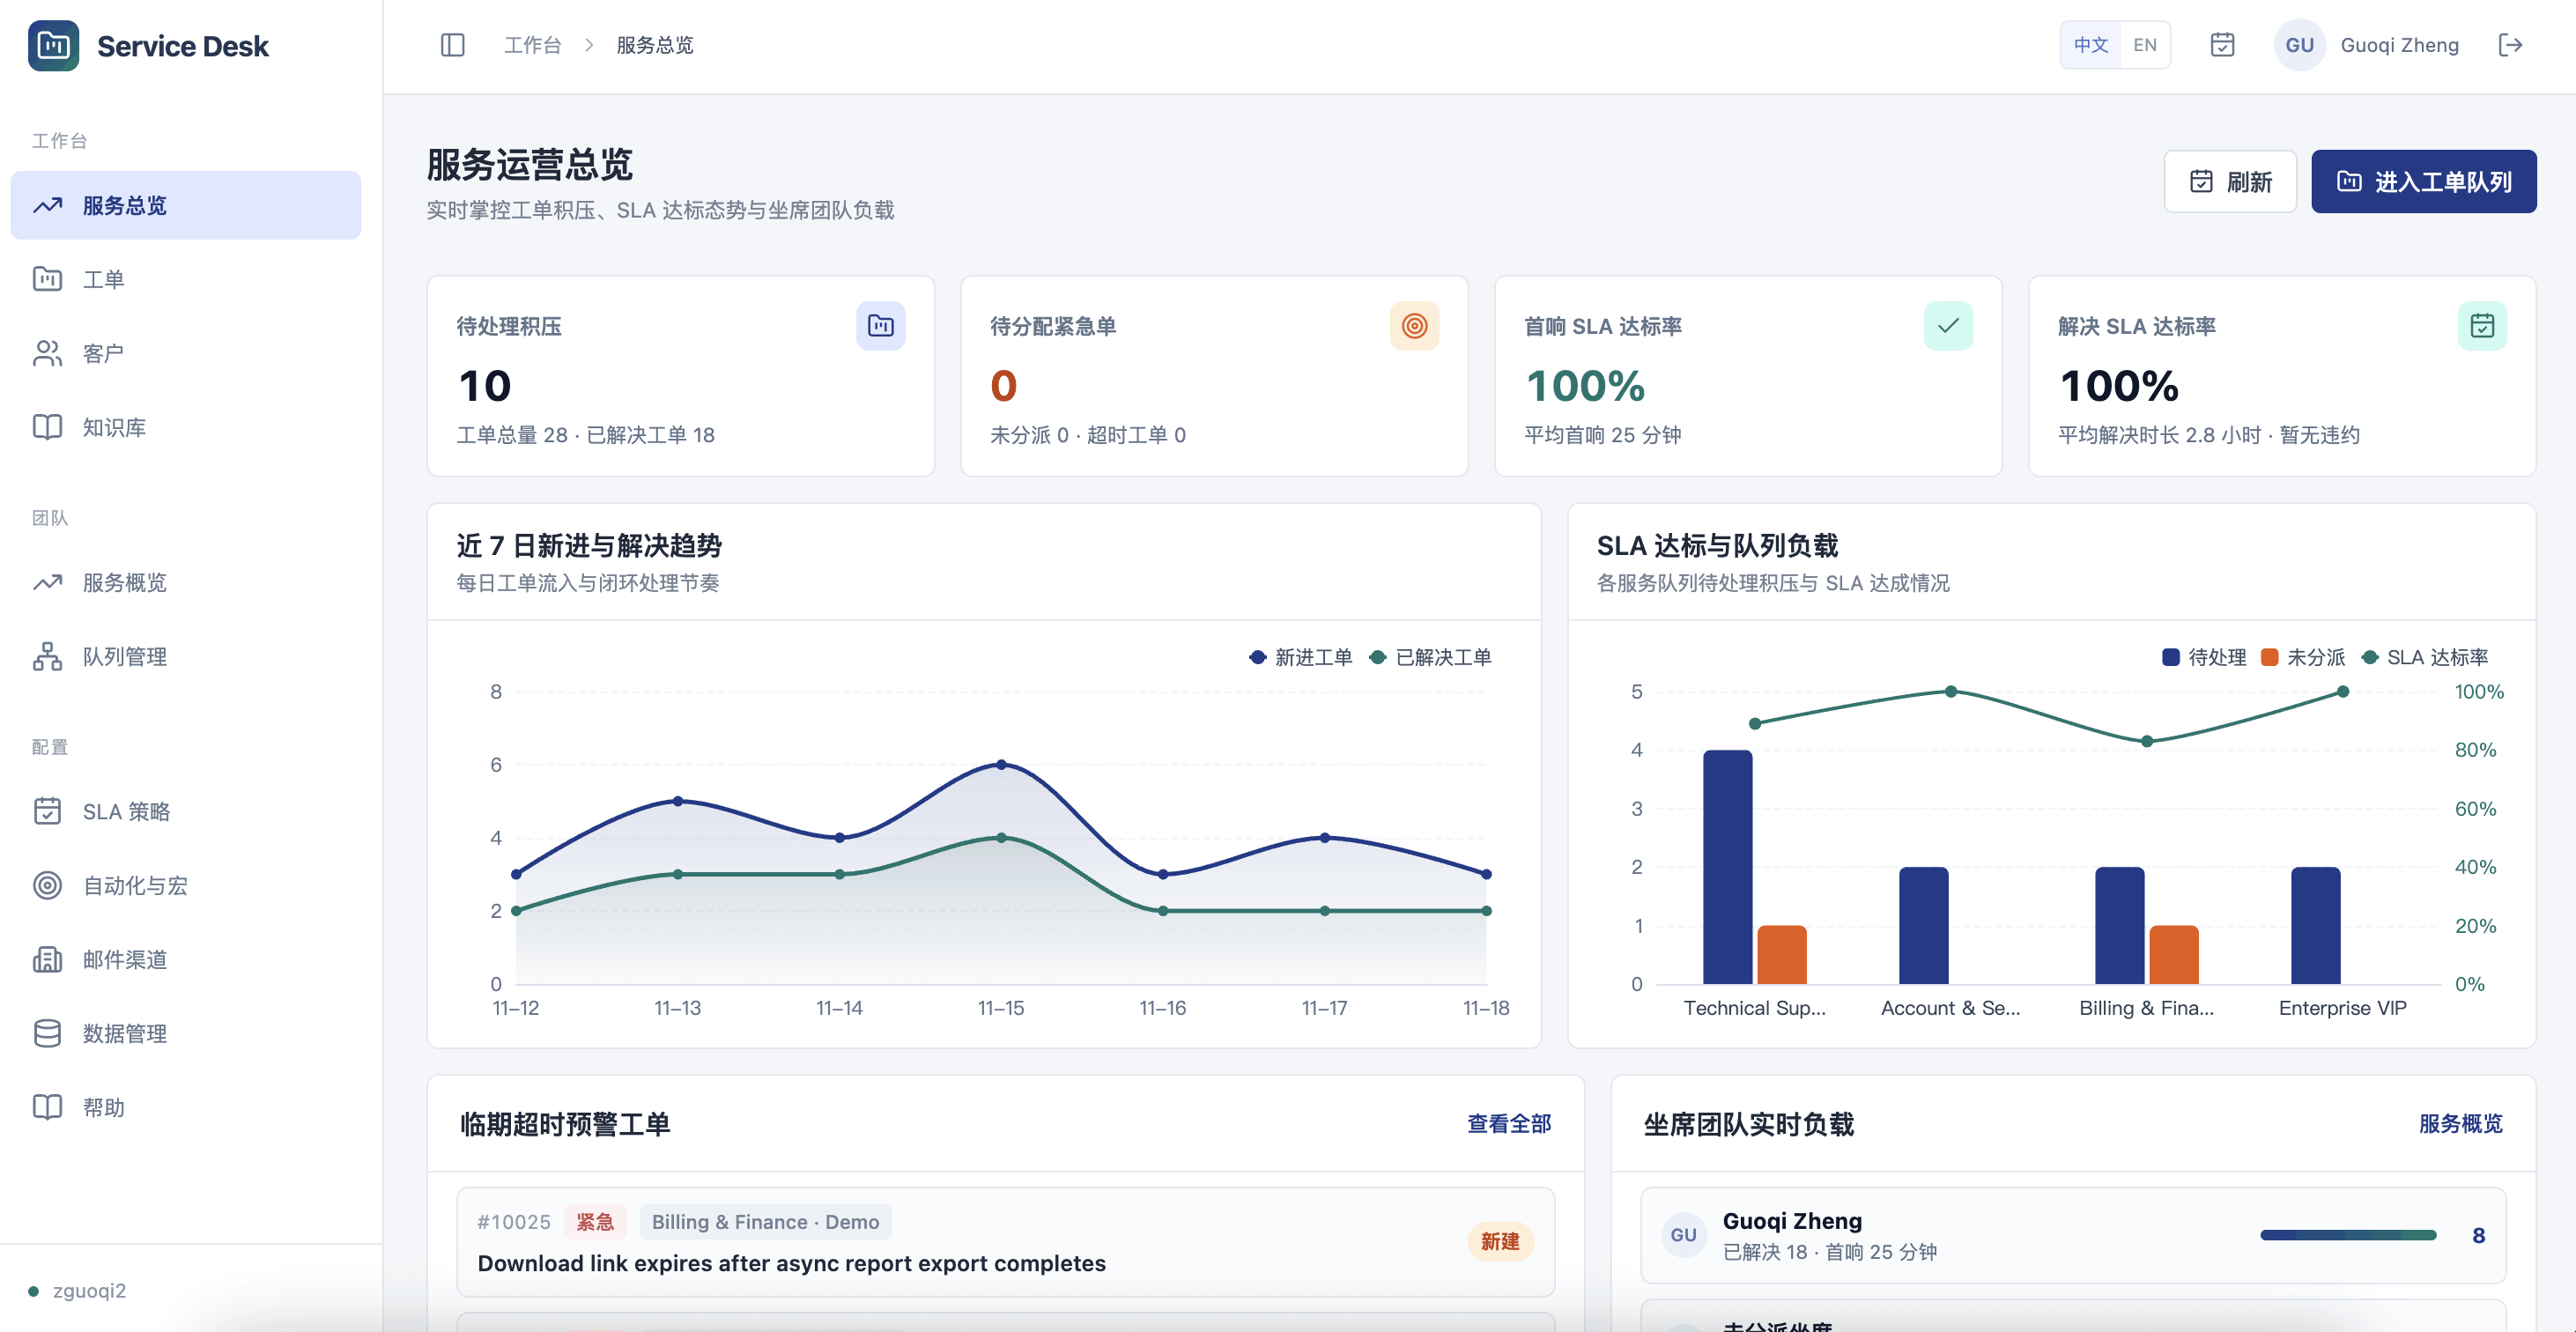 Service Desk
工作台
服务总览
工单
客户
知识库
团队
服务概览
队列管理
配置
SLA 策略
自动化与宏
邮件渠道
数据管理
帮助
zguoqi2
工作台 > 服务总览
中文 EN
GU Guoqi Zheng
服务运营总览
实时掌控工单积压、SLA 达标态势与坐席团队负载
刷新
进入工单队列
待处理积压
10
工单总量 28 · 已解决工单 18
待分配紧急单
0
未分派 0 · 超时工单 0
首响 SLA 达标率
100%
平均首响 25 分钟
解决 SLA 达标率
100%
平均解决时长 2.8 小时 · 暂无违约
近 7 日新进与解决趋势
每日工单流入与闭环处理节奏
新进工单 已解决工单
8
6
4
2
0
11-12 11-13 11-14 11-15 11-16 11-17 11-18
SLA 达标与队列负载
各服务队列待处理积压与 SLA 达成情况
待处理 未分派 SLA 达标率
5 100%
4 80%
3 60%
2 40%
1 20%
0 0%
Technical Sup... Account & Se... Billing & Fina... Enterprise VIP
临期超时预警工单
查看全部
#10025 紧急 Billing & Finance · Demo
Download link expires after async report export completes
新建
坐席团队实时负载
服务概览
GU
Guoqi Zheng
已解决 18 · 首响 25 分钟
8
未分派坐席